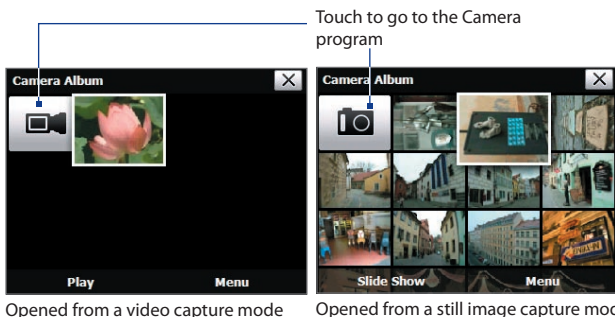 Touch to go to the Camera
program
Camera Album
Camera Album
Play
Menu
Slide Show
Menu
Opened from a video capture mode
Opened from a still image capture mod